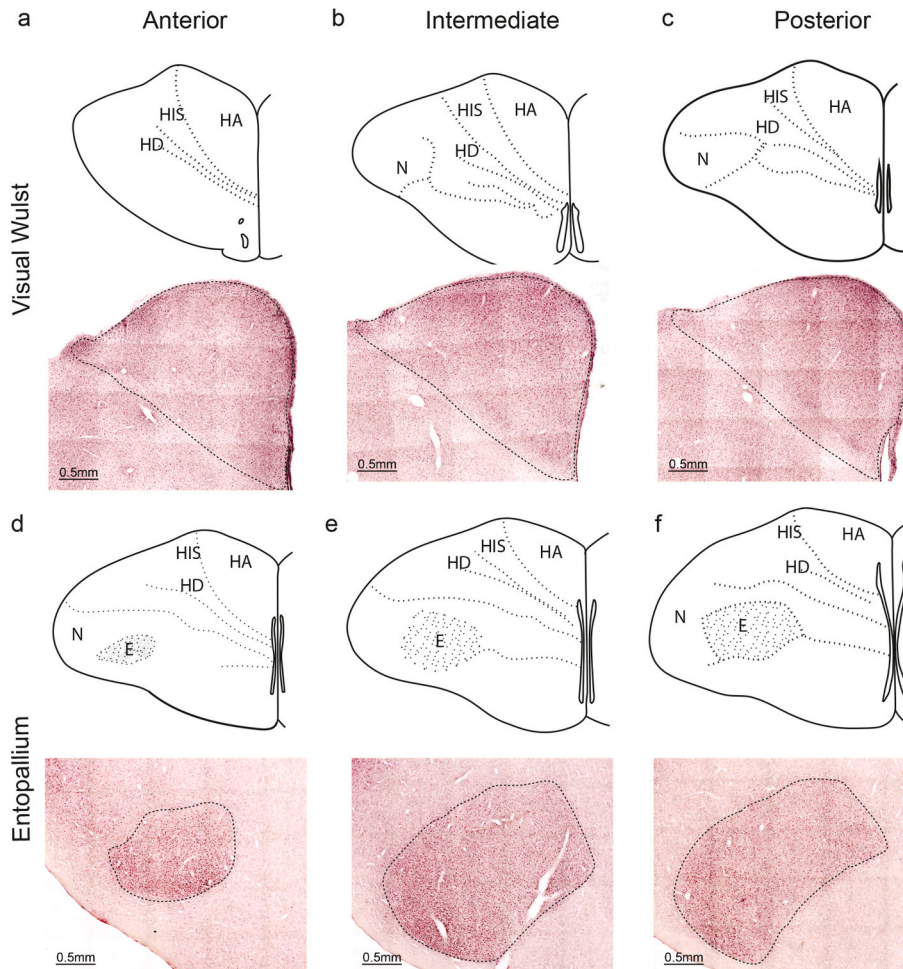 a Anterior
b Intermediate
c Posterior
Visual Wulst
HIS
HA
HD
HIS
HA
HD
N
HIS
HA
HD
N
0.5mm
0.5mm
0.5mm
d
e
f
Entopallium
HIS
HA
HD
N
E
HIS
HA
HD
N
E
HIS
HA
HD
N
E
0.5mm
0.5mm
0.5mm